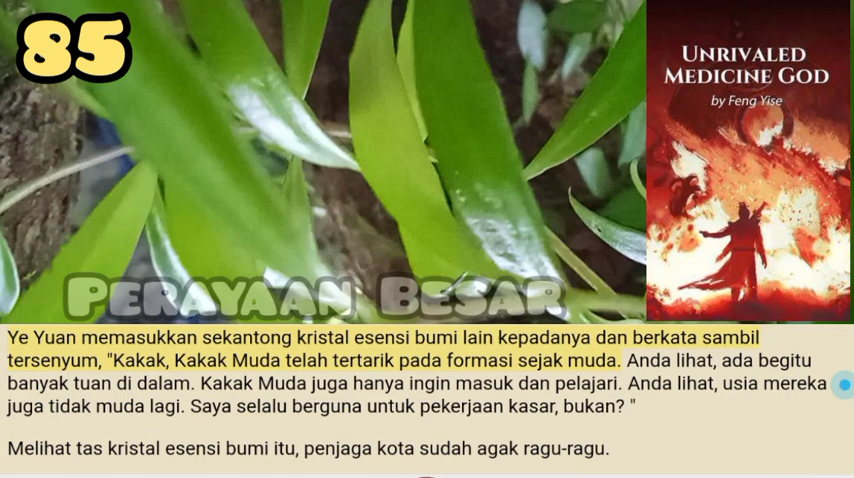 85
UNRIVALED
MEDICINE GOD
by Feng Yise
PERAYAAN BESAR
Ye Yuan memasukkan sekantong kristal esensi bumi lain kepadanya dan berkata sambil
tersenyum, "Kakak, Kakak Muda telah tertarik pada formasi sejak muda. Anda lihat, ada begitu
banyak tuan di dalam. Kakak Muda juga hanya ingin masuk dan pelajari. Anda lihat, usia mereka
juga tidak muda lagi. Saya selalu berguna untuk pekerjaan kasar, bukan? "
Melihat tas kristal esensi bumi itu, penjaga kota sudah agak ragu-ragu.